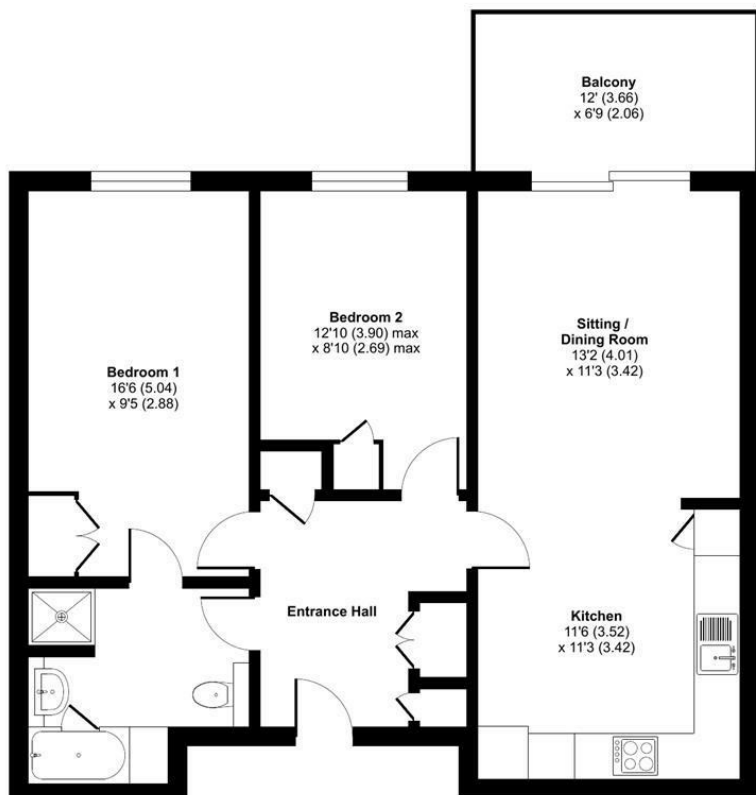 Balcony
12' (3.66)
x 6'9 (2.06)
Bedroom 2
12'10 (3.90) max
x 8'10 (2.69) max
Sitting /
Dining Room
13'2 (4.01)
x 11'3 (3.42)
Bedroom 1
16'6 (5.04)
x 9'5 (2.88)
Entrance Hall
Kitchen
11'6 (3.52)
x 11'3 (3.42)